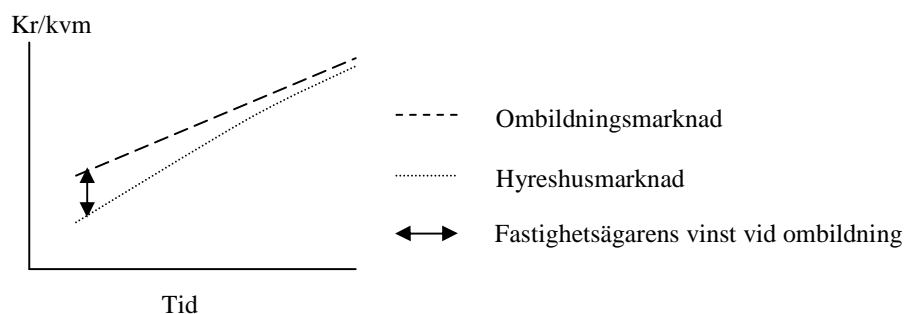 Kr/kvm
Ombildningsmarknad
Hyreshusmarknad
Fastighetsägarens vinst vid ombildning
Tid